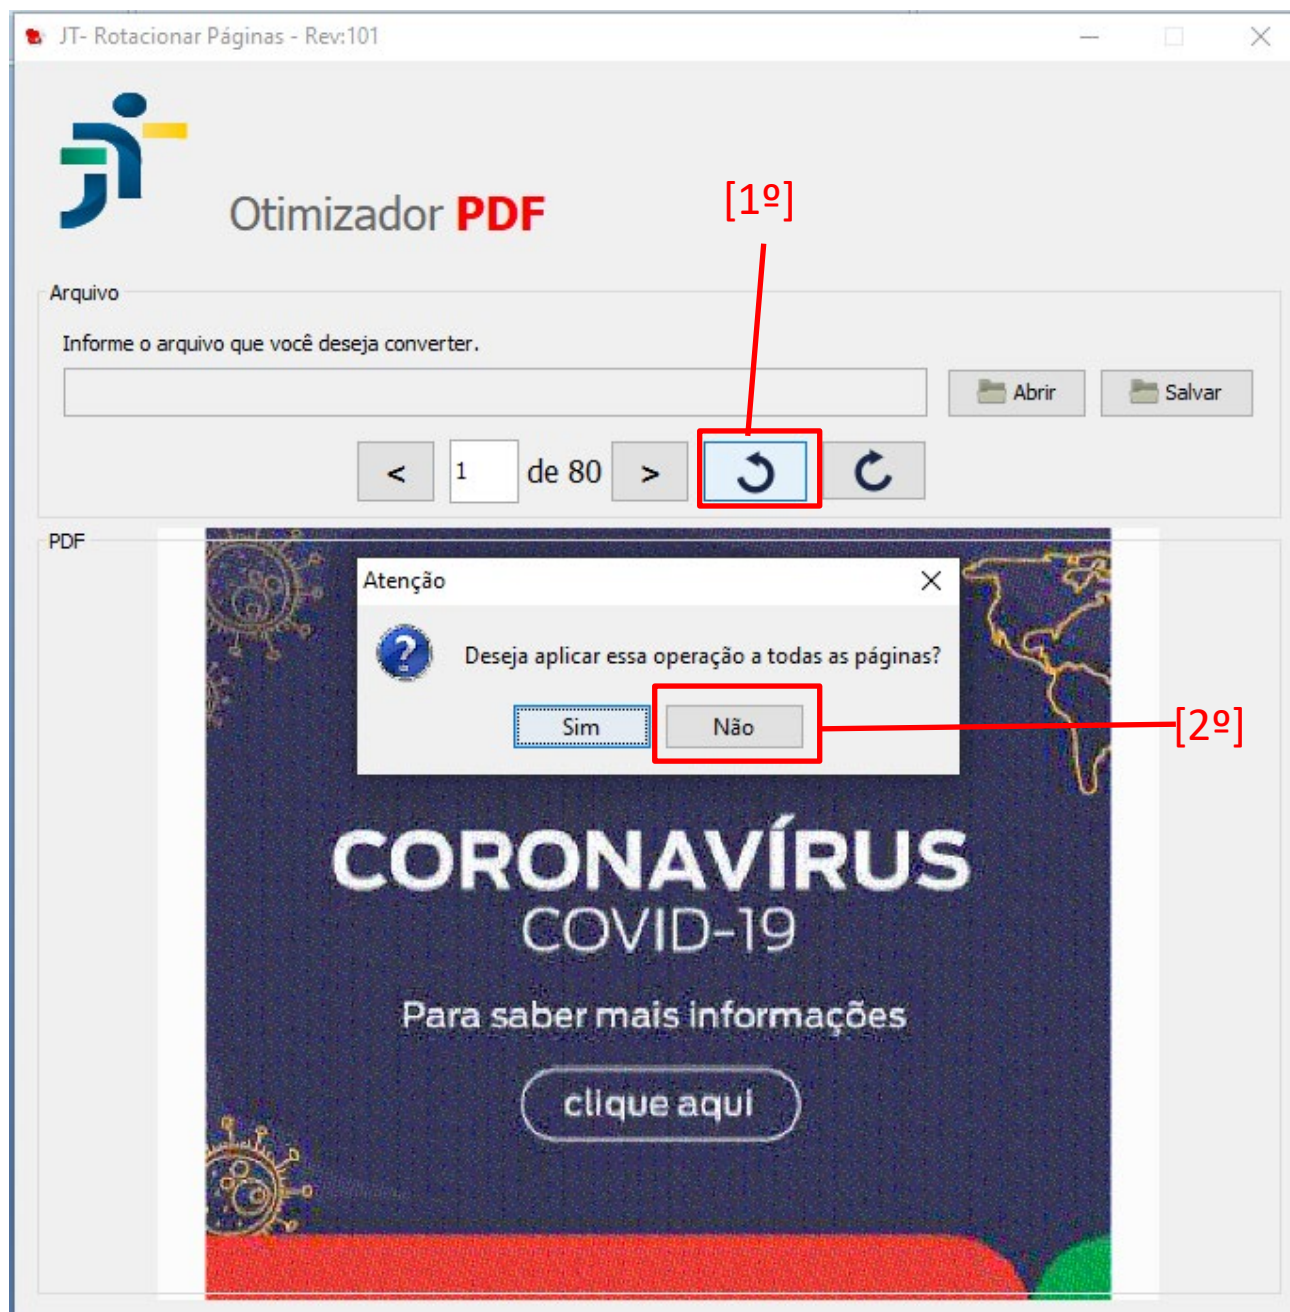 JT- Rotacionar Páginas - Rev:101
Otimizador PDF
[1º]
Arquivo
Informe o arquivo que você deseja converter.
Abrir
Salvar
< 1 de 80 >
PDF
Atenção
Deseja aplicar essa operação a todas as páginas?
Sim
Não
[2º]
CORONAVÍRUS
COVID-19
Para saber mais informações
clique aqui